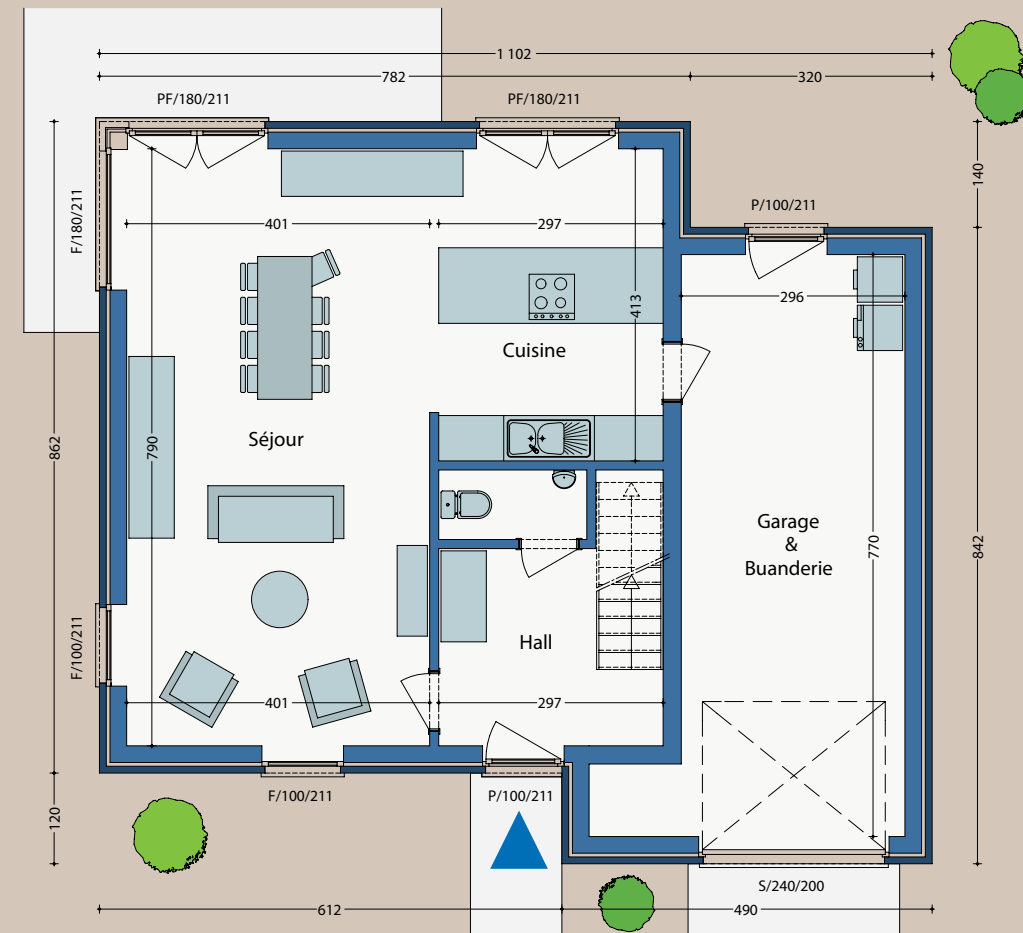 1 102
782
320
PF/180/211
PF/180/211
F/180/211
140
P/100/211
401
297
296
413
Cuisine
862
790
Séjour
Garage
&
Buanderie
770
842
F/100/211
Hall
401
297
F/100/211
P/100/211
120
S/240/200
612
490